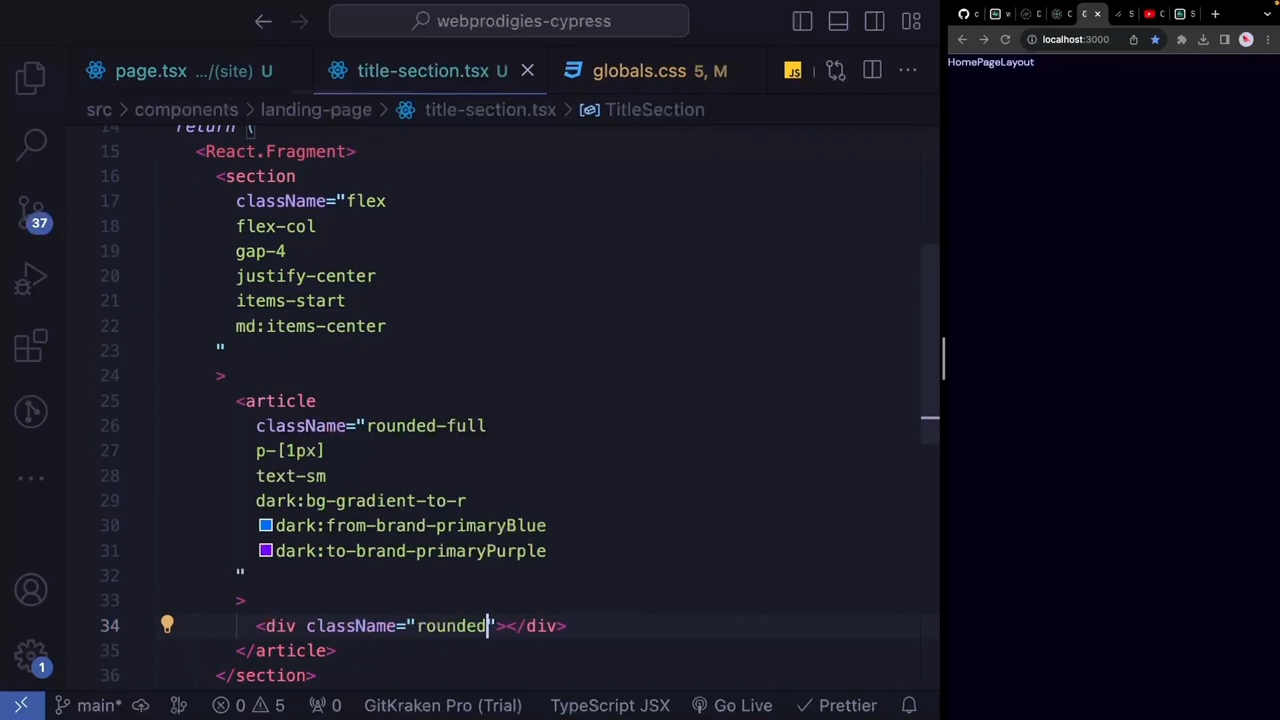 webprodigies-cypress
page.tsx .../(site) U
title-section.tsx U
globals.css 5, M
JS
src > components > landing-page > title-section.tsx > TitleSection
localhost:3000
HomePageLayout
14 return (
15 <React.Fragment>
16 <section
17 className="flex
18 flex-col
19 gap-4
20 justify-center
21 items-start
22 md:items-center
23 "
24 >
25 <article
26 className="rounded-full
27 p-[1px]
28 text-sm
29 dark:bg-gradient-to-r
30 dark:from-brand-primaryBlue
31 dark:to-brand-primaryPurple
32 "
33 >
34 <div className="rounded"></div>
35 </article>
36 </section>
37
1
main* 0 5 0 GitKraken Pro (Trial) TypeScript JSX Go Live Prettier